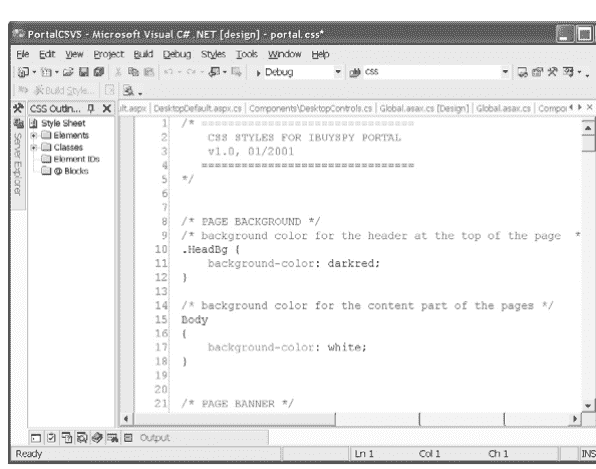 PortalCSVS - Microsoft Visual C# .NET [design] - portal.css*
File Edit View Project Build Debug Styles Tools Window Help
Debug css
Build Style...
CSS Outlin... ult.aspx | DesktopDefault.aspx.cs | Components\DesktopControls.cs | Global.asax.cs [Design] | Global.asax.cs | Compo
Server Explorer
Style Sheet
Elements
Classes
Element IDs
@ Blocks
1 /* ================================
2 CSS STYLES FOR IBUYSPY PORTAL
3 v1.0, 01/2001
4 ================================
5 */
6
7
8 /* PAGE BACKGROUND */
9 /* background color for the header at the top of the page *
10 .HeadBg {
11 background-color: darkred;
12 }
13
14 /* background color for the content part of the pages */
15 Body
16 {
17 background-color: white;
18 }
19
20
21 /* PAGE BANNER */
Output
Ready Ln 1 Col 1 Ch 1 INS